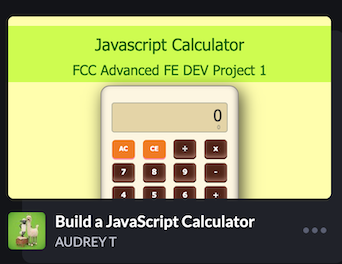 Javascript Calculator
FCC Advanced FE DEV Project 1
0
0
AC CE ÷ x
7 8 9 -
4 5 6 +
Build a JavaScript Calculator
AUDREY T